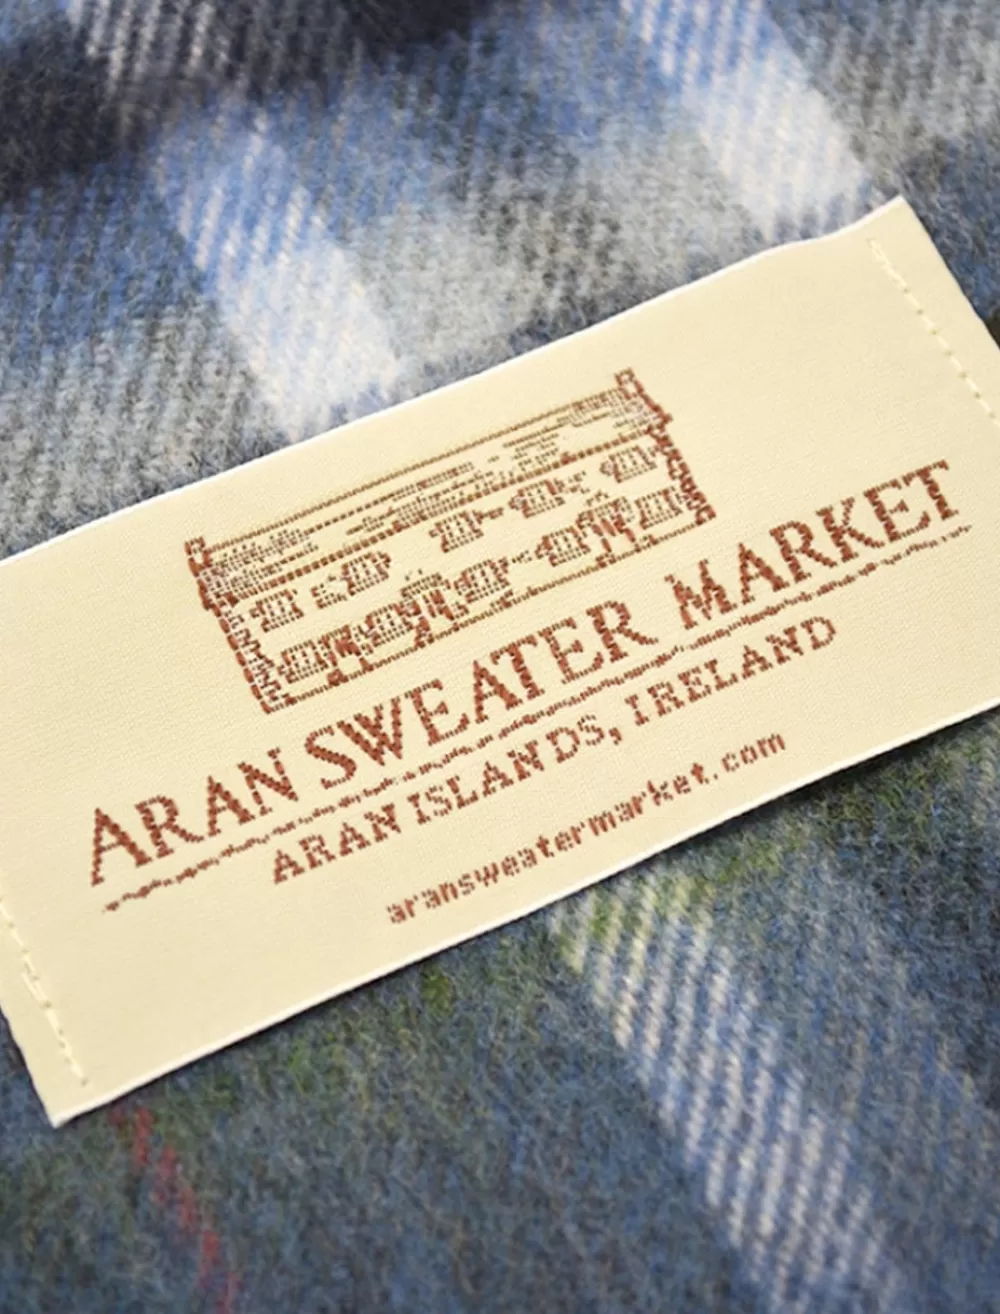 ARAN SWEATER MARKET
ARAN ISLANDS, IRELAND
aransweatermarket.com